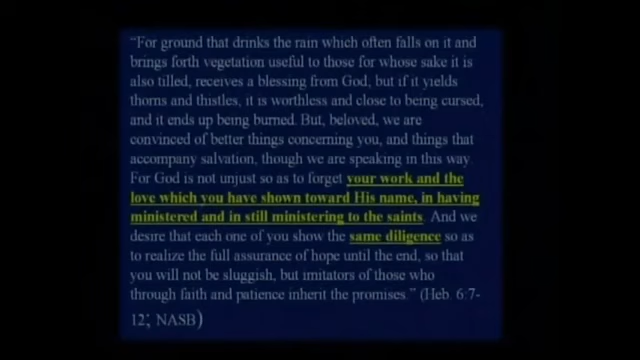 “For ground that drinks the rain which often falls on it and
brings forth vegetation useful to those for whose sake it is
also tilled, receives a blessing from God, but if it yields
thorns and thistles, it is worthless and close to being cursed,
and it ends up being burned. But, beloved, we are
convinced of better things concerning you, and things that
accompany salvation, though we are speaking in this way.
For God is not unjust so as to forget your work and the
love which you have shown toward His name, in having
ministered and in still ministering to the saints. And we
desire that each one of you show the same diligence so as
to realize the full assurance of hope until the end, so that
you will not be sluggish, but imitators of those who
through faith and patience inherit the promises.” (Heb. 6:7-
12; NASB)